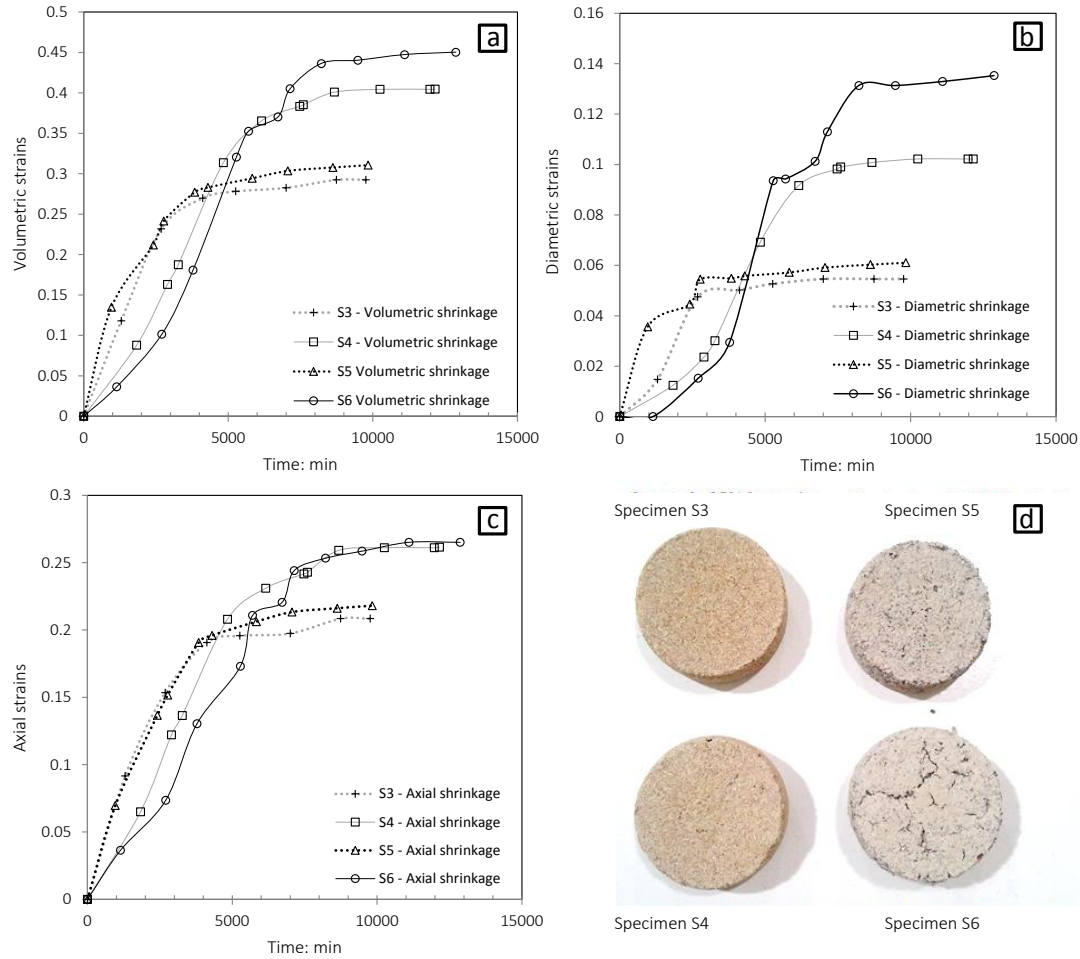 a
0.5
0.45
0.4
0.35
0.3
0.25
0.2
0.15
0.1
0.05
0
Volumetric strains
S3 - Volumetric shrinkage
S4 - Volumetric shrinkage
S5 Volumetric shrinkage
S6 Volumetric shrinkage
0 5000 10000 15000
Time: min
b
0.16
0.14
0.12
0.1
0.08
0.06
0.04
0.02
0
Diametric strains
S3 - Diametric shrinkage
S4 - Diametric shrinkage
S5 - Diametric shrinkage
S6 - Diametric shrinkage
0 5000 10000 15000
Time: min
c
0.3
0.25
0.2
0.15
0.1
0.05
0
Axial strains
S3 - Axial shrinkage
S4 - Axial shrinkage
S5 - Axial shrinkage
S6 - Axial shrinkage
0 5000 10000 15000
Time: min
d
Specimen S3 Specimen S5
Specimen S4 Specimen S6